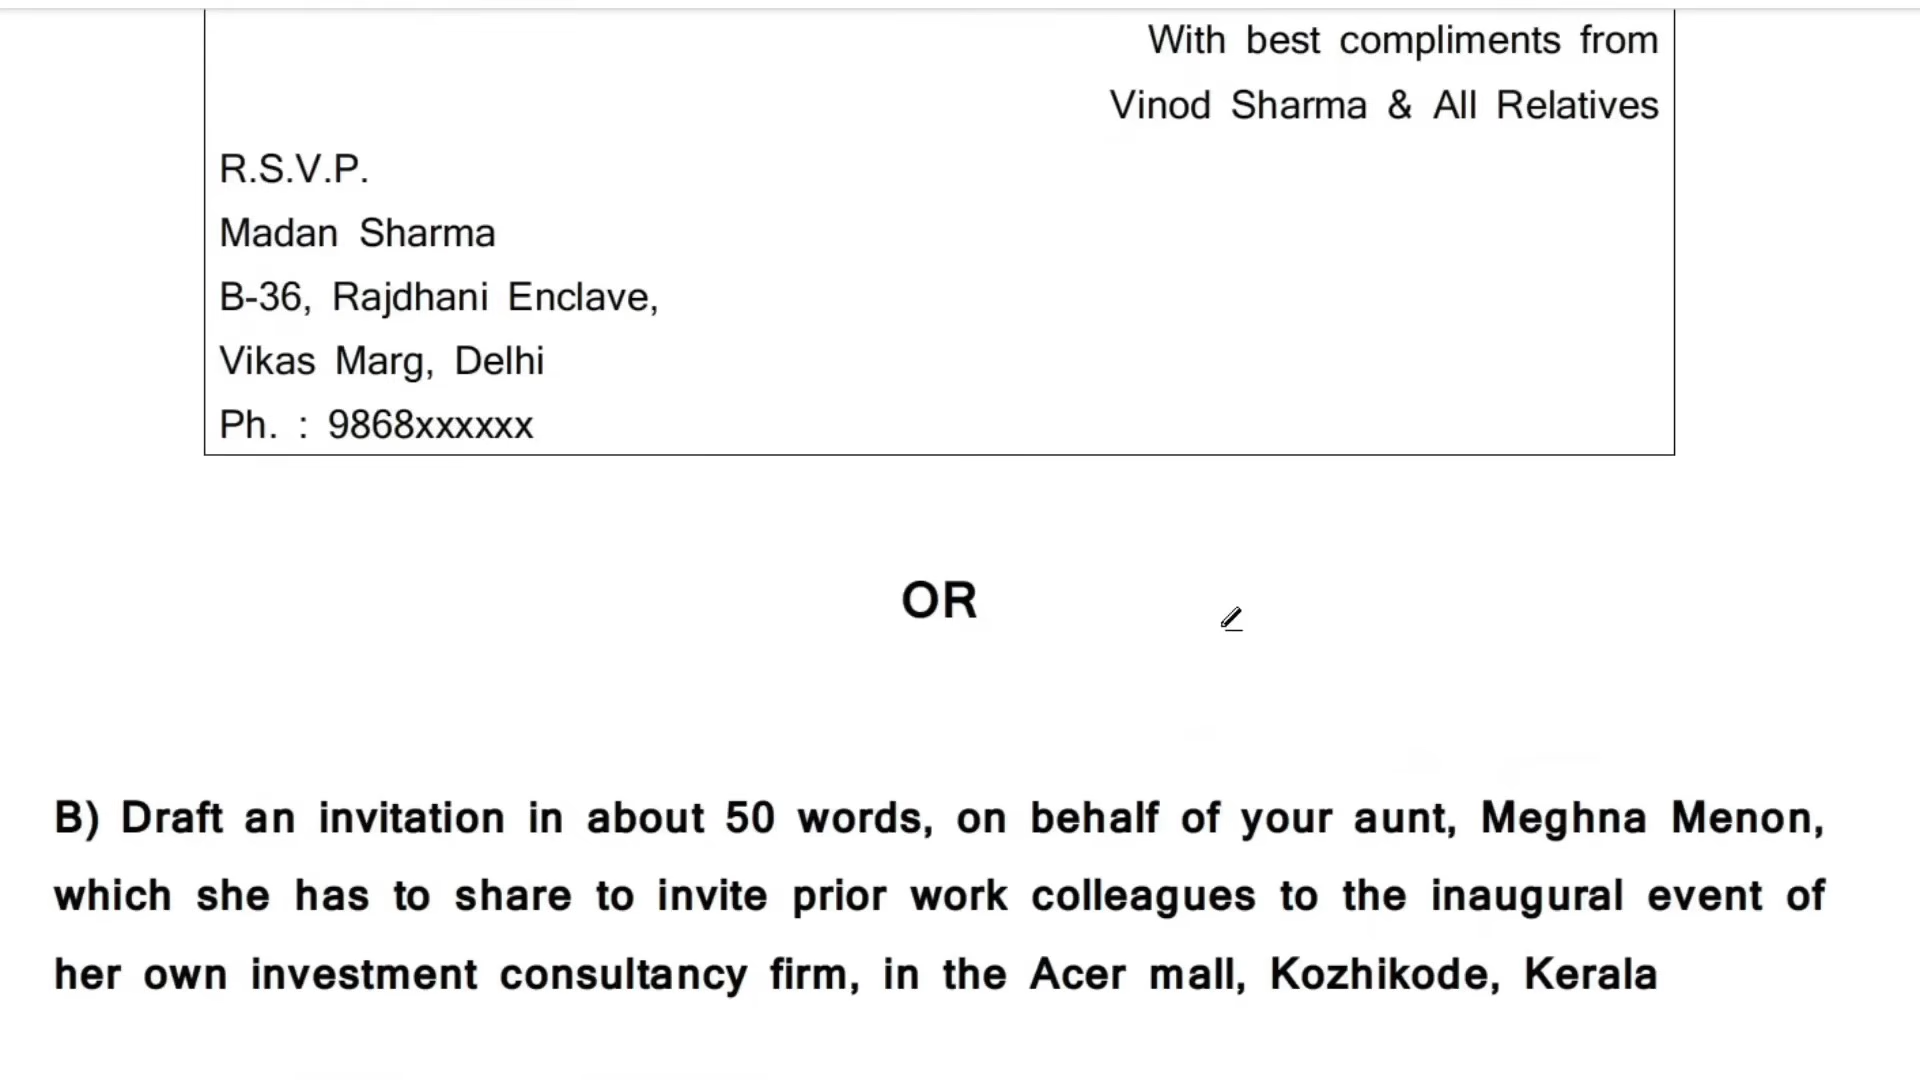 With best compliments from
Vinod Sharma & All Relatives
R.S.V.P.
Madan Sharma
B-36, Rajdhani Enclave,
Vikas Marg, Delhi
Ph. : 9868xxxxxx
OR
B) Draft an invitation in about 50 words, on behalf of your aunt, Meghna Menon,
which she has to share to invite prior work colleagues to the inaugural event of
her own investment consultancy firm, in the Acer mall, Kozhikode, Kerala